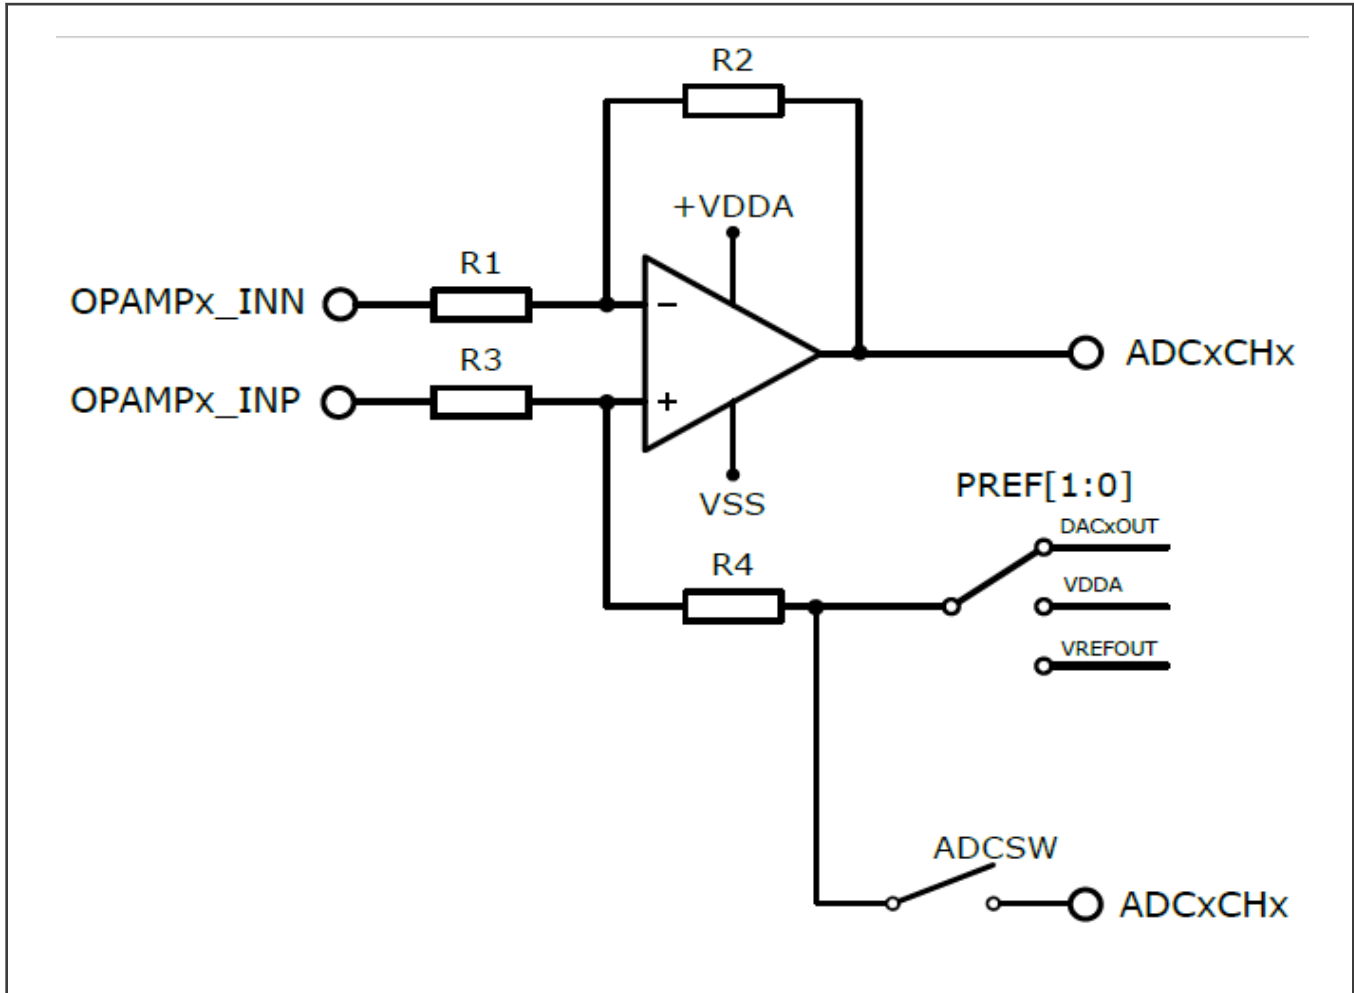 R2
+VDDA
R1
OPAMPx_INN
−
R3
ADCxCHx
OPAMPx_INP
+
PREF[1:0]
VSS
DACxOUT
R4
VDDA
VREFOUT
ADCSW
ADCxCHx